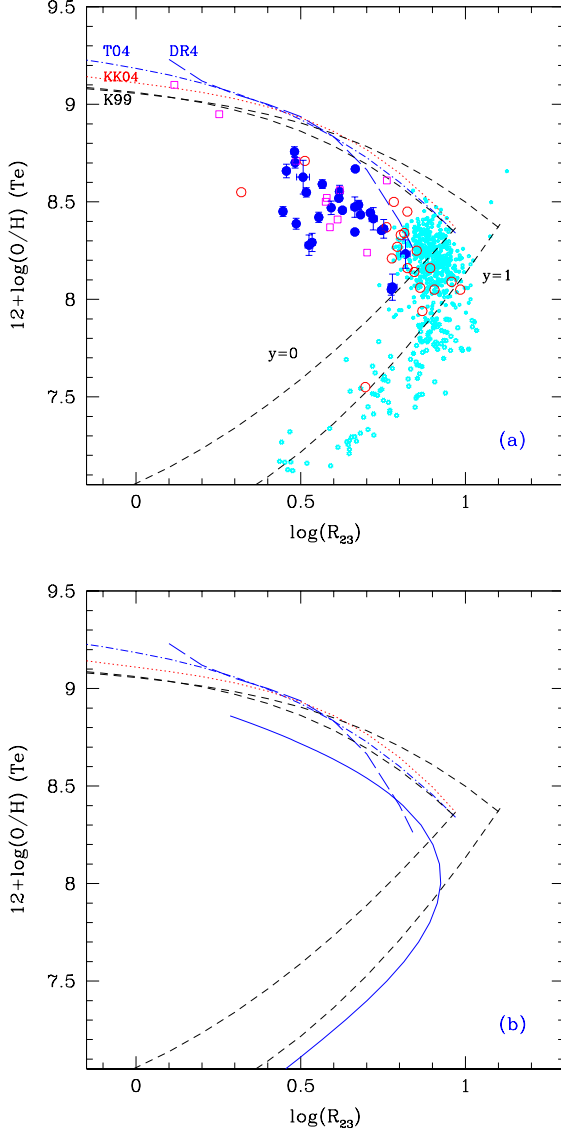 9.5
T04
DR4
KK04
K99
9
8.5
8
7.5
y=1
y=0
(a)
12+log(O/H) (Te)
0
0.5
1
log(R23)
9.5
9
8.5
8
7.5
(b)
12+log(O/H) (Te)
0
0.5
1
log(R23)